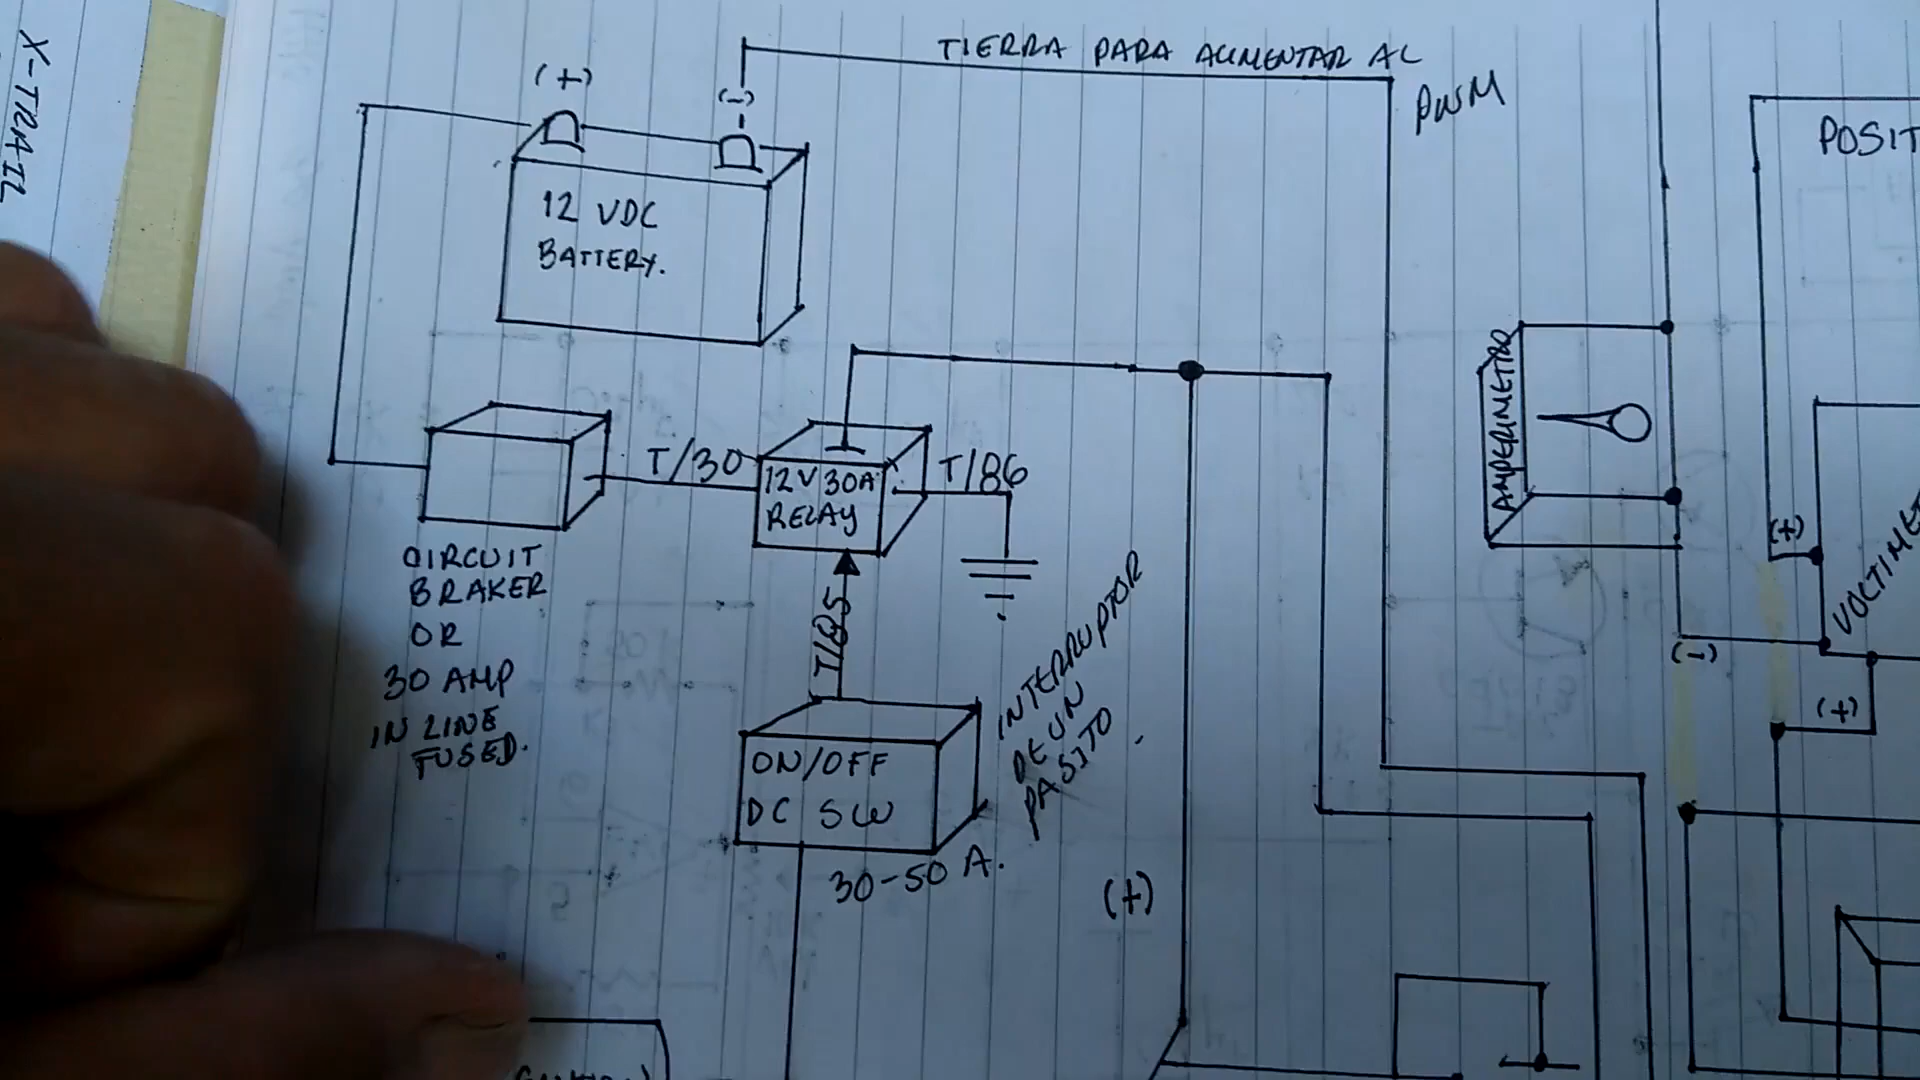 X-TRAIL
TIERRA PARA ALIMENTAR AL
PWM
(+)
(-)
12 VDC
BATTERY.
POSIT
AMPERIMETRO
T/30
12V 30A
RELAY
T/86
CIRCUIT
BRAKER
OR
30 AMP
IN LINE
FUSED.
T/85
INTERRUPTOR
DE UN
PASITO
ON/OFF
DC SW
30-50 A.
(+)
(+)
VOLTIME
(-)
(+)